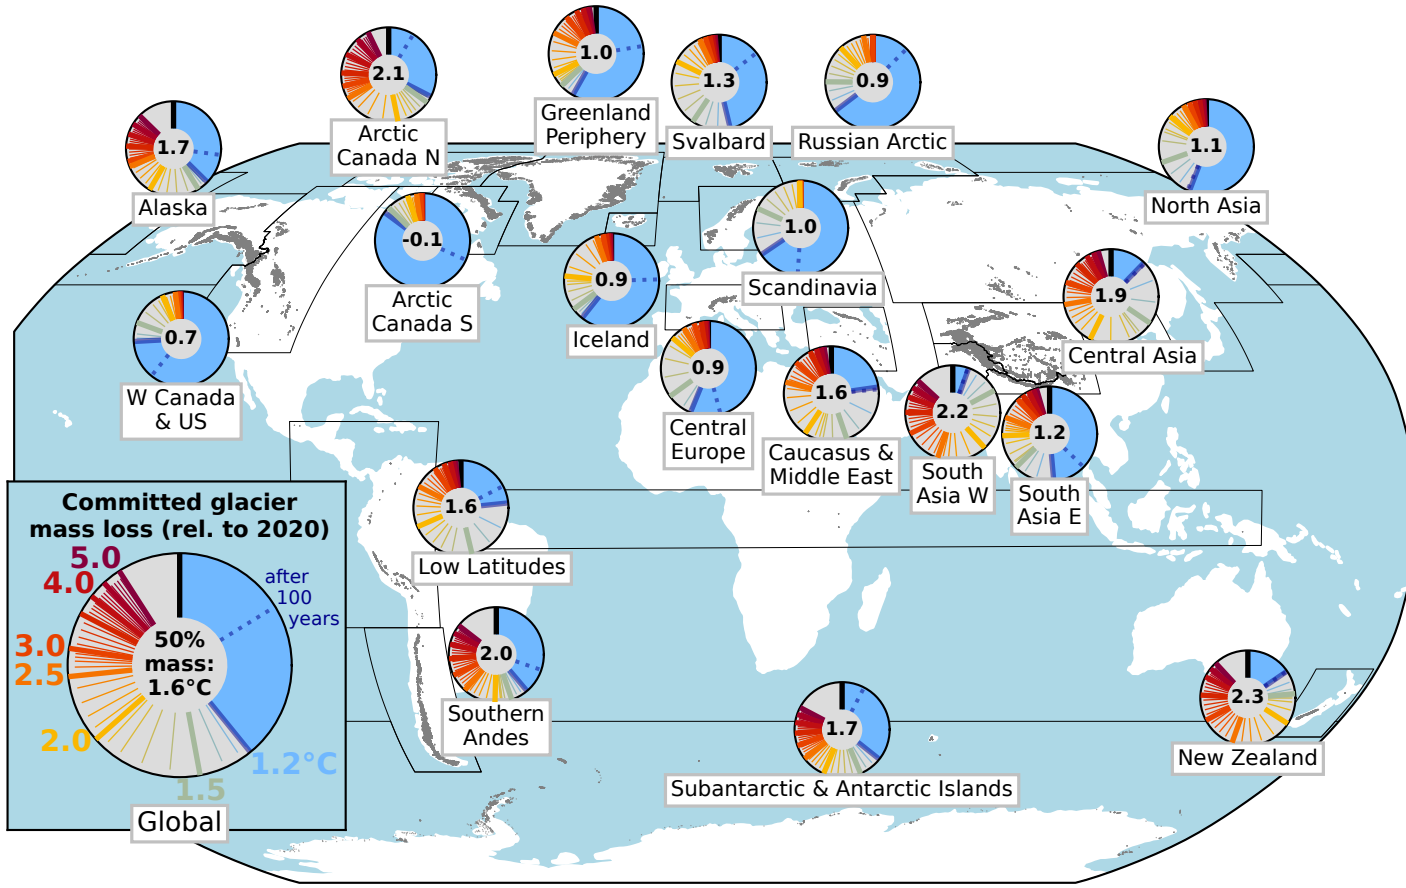 1.0
Greenland
Periphery
2.1
Arctic
Canada N
1.3
Svalbard
0.9
Russian Arctic
1.7
Alaska
1.1
North Asia
-0.1
Arctic
Canada S
1.0
Scandinavia
0.9
Iceland
1.9
Central Asia
0.7
W Canada
& US
0.9
Central
Europe
1.6
Caucasus &
Middle East
2.2
South
Asia W
1.2
South
Asia E
1.6
Low Latitudes
2.0
Southern
Andes
1.7
Subantarctic & Antarctic Islands
2.3
New Zealand
Committed glacier
mass loss (rel. to 2020)
5.0
4.0
3.0
2.5
2.0
1.5
1.2°C
after
100
years
50%
mass:
1.6°C
Global